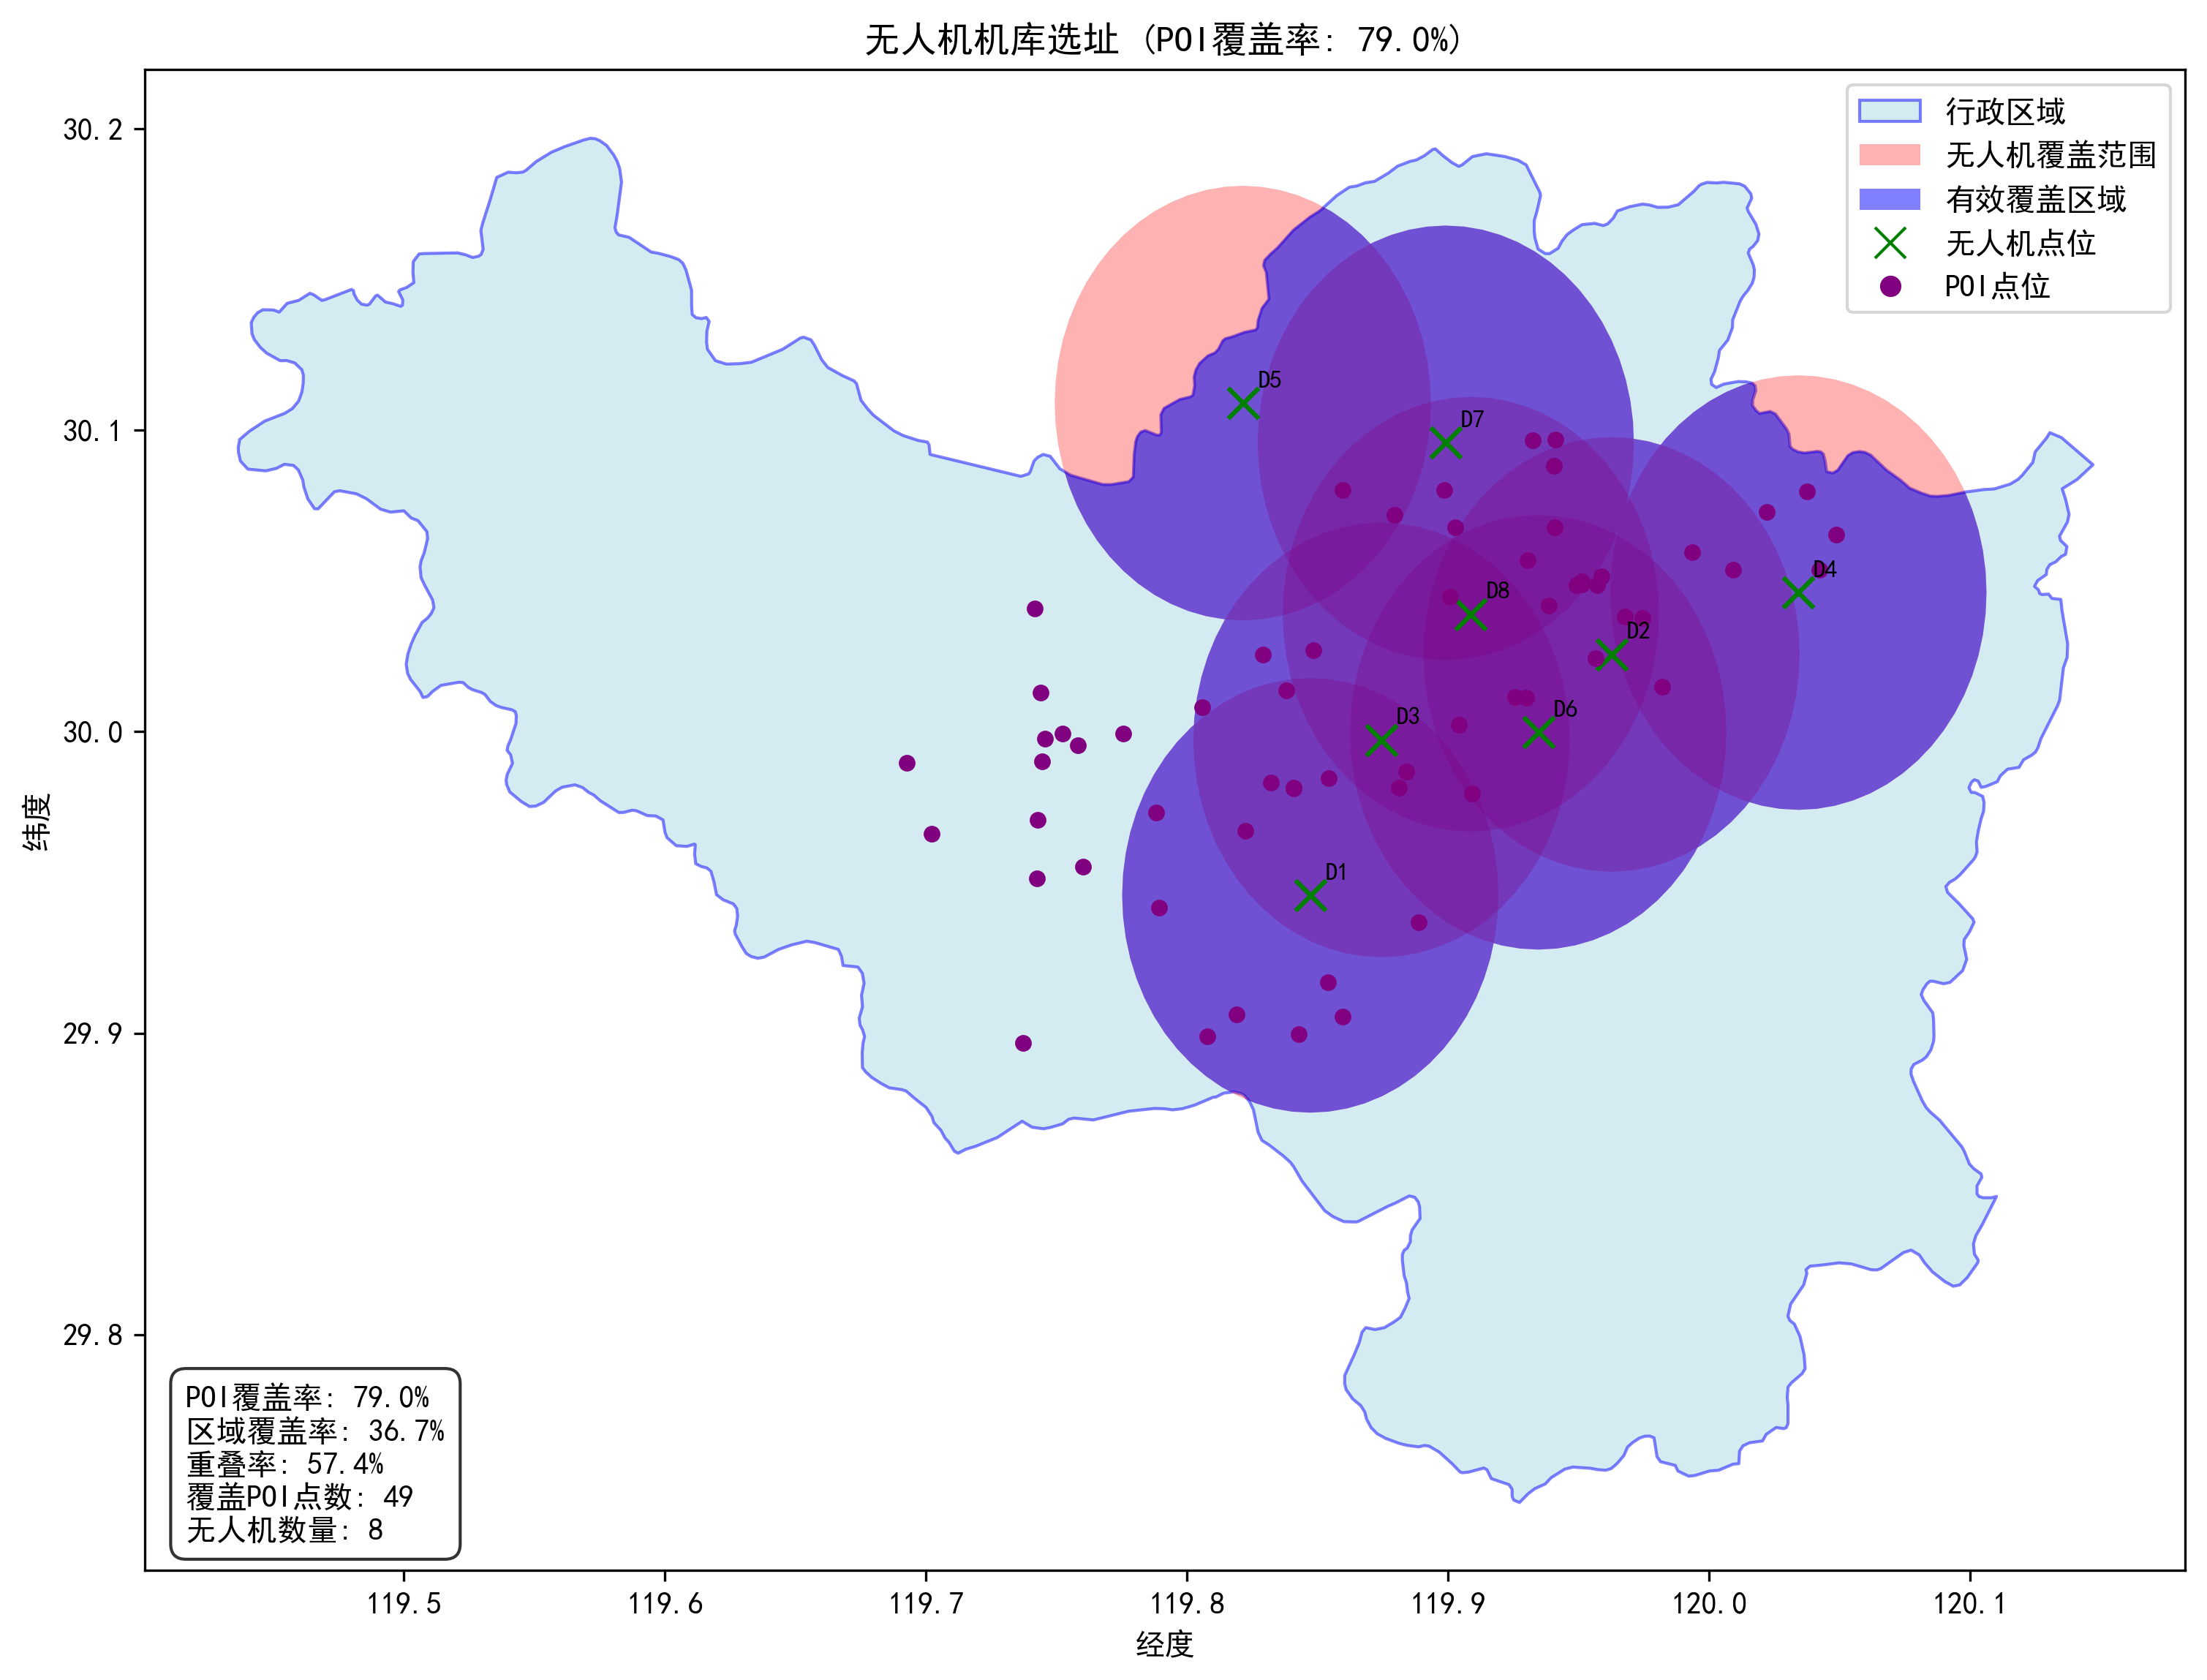 无人机机库选址 (POI覆盖率: 79.0%)
行政区域
无人机覆盖范围
有效覆盖区域
无人机点位
POI点位
30.2
30.1
30.0
29.9
29.8
纬度
D5
D7
D4
D8
D2
D3
D6
D1
POI覆盖率: 79.0%
区域覆盖率: 36.7%
重叠率: 57.4%
覆盖POI点数: 49
无人机数量: 8
119.5
119.6
119.7
119.8
119.9
120.0
120.1
经度